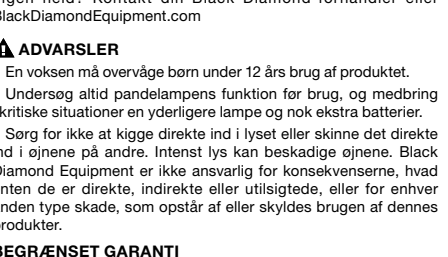 held? Kontakt din Black Diamond forhandler eller
BlackDiamondEquipment.com
ADVARSLER
En voksen må overvåge børn under 12 års brug af produktet.
Undersøg altid pandelampens funktion før brug, og medbring
kritiske situationer en yderligere lampe og nok ekstra batterier.
Sørg for ikke at kigge direkte ind i lyset eller skinne det direkte
ind i øjnene på andre. Intenst lys kan beskadige øjnene. Black
Diamond Equipment er ikke ansvarlig for konsekvenserne, hvad
enten de er direkte, indirekte eller utilsigtede, eller for enhver
anden type skade, som opstår af eller skyldes brugen af dennes
produkter.
BEGRÆNSET GARANTI